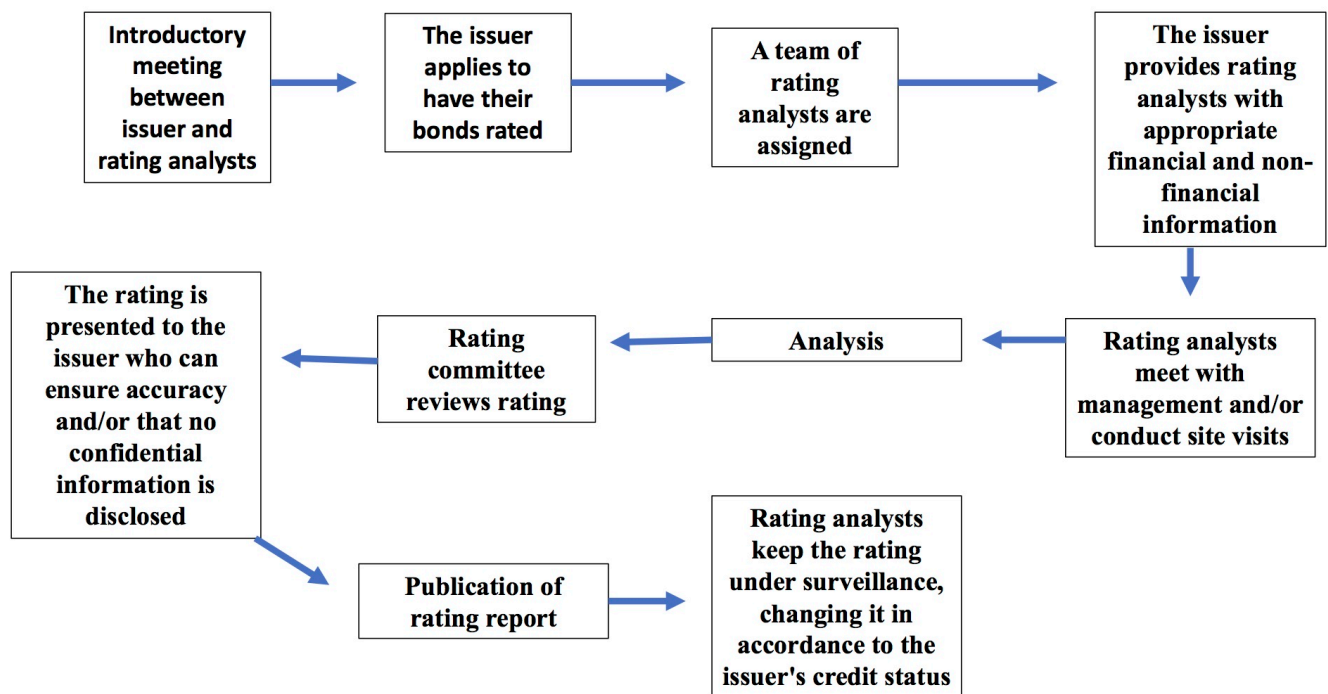 Introductory
meeting
between
issuer and
rating analysts
The issuer
applies to
have their
bonds rated
A team of
rating
analysts are
assigned
The issuer
provides rating
analysts with
appropriate
financial and non-
financial
information
Rating analysts
meet with
management and/or
conduct site visits
Analysis
Rating
committee
reviews rating
The rating is
presented to the
issuer who can
ensure accuracy
and/or that no
confidential
information is
disclosed
Publication of
rating report
Rating analysts
keep the rating
under surveillance,
changing it in
accordance to the
issuer's credit status